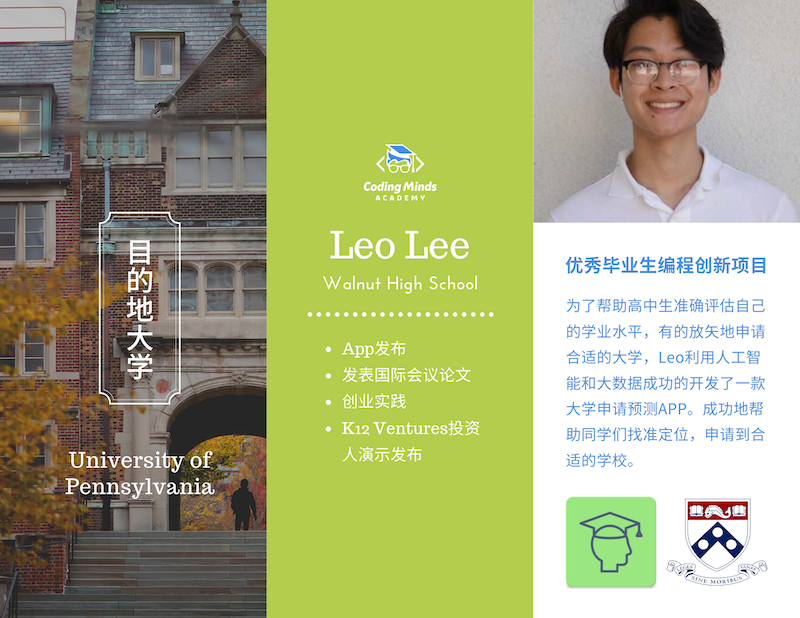 目的地大学
University of
Pennsylvania
Coding Minds
ACADEMY
Leo Lee
Walnut High School
App发布
发表国际会议论文
创业实践
K12 Ventures投资
人演示发布
优秀毕业生编程创新项目
为了帮助高中生准确评估自己
的学业水平，有的放矢地申请
合适的大学，Leo利用人工智
能和大数据成功的开发了一款
大学申请预测APP。成功地帮
助同学们找准定位，申请到合
适的学校。
SINE MORIBUS